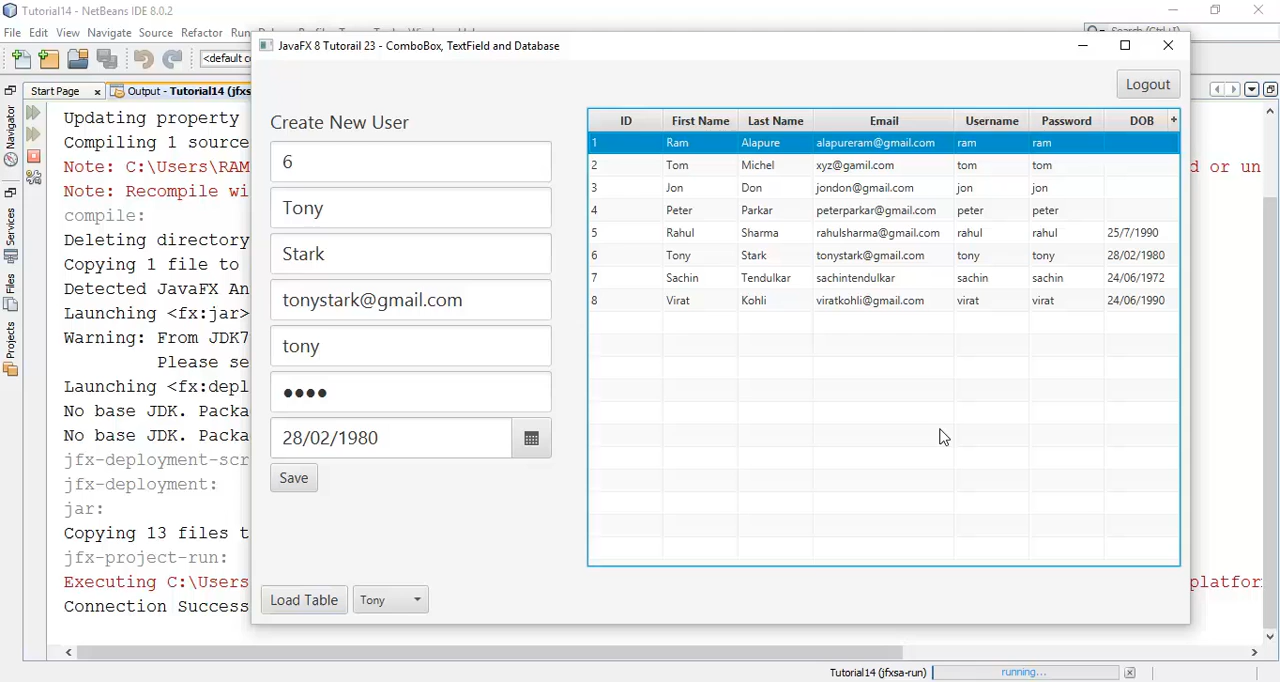 Tutorial14 - NetBeans IDE 8.0.2
File Edit View Navigate Source Refactor Run
<default co
Start Page × Output - Tutorial14 (jfxs
Navigator
Services
Files
Projects
Updating property
Compiling 1 source
Note: C:\Users\RAM
d or un
Note: Recompile wi
compile:
Deleting directory
Copying 1 file to
Detected JavaFX An
Launching <fx:jar>
Warning: From JDK7
Please se
Launching <fx:depl
No base JDK. Packa
No base JDK. Packa
jfx-deployment-scr
jfx-deployment:
jar:
Copying 13 files t
jfx-project-run:
Executing C:\Users
platfor
Connection Success
JavaFX 8 Tutorail 23 - ComboBox, TextField and Database
Logout
Create New User
6
Tony
Stark
tonystark@gmail.com
tony
••••
28/02/1980
Save
Load Table Tony
ID First Name Last Name Email Username Password DOB +
1 Ram Alapure alapureram@gmail.com ram ram
2 Tom Michel xyz@gamil.com tom tom
3 Jon Don jondon@gmail.com jon jon
4 Peter Parkar peterparkar@gmail.com peter peter
5 Rahul Sharma rahulsharma@gmail.com rahul rahul 25/7/1990
6 Tony Stark tonystark@gmail.com tony tony 28/02/1980
7 Sachin Tendulkar sachintendulkar sachin sachin 24/06/1972
8 Virat Kohli viratkohli@gmail.com virat virat 24/06/1990
Tutorial14 (jfxsa-run) running...